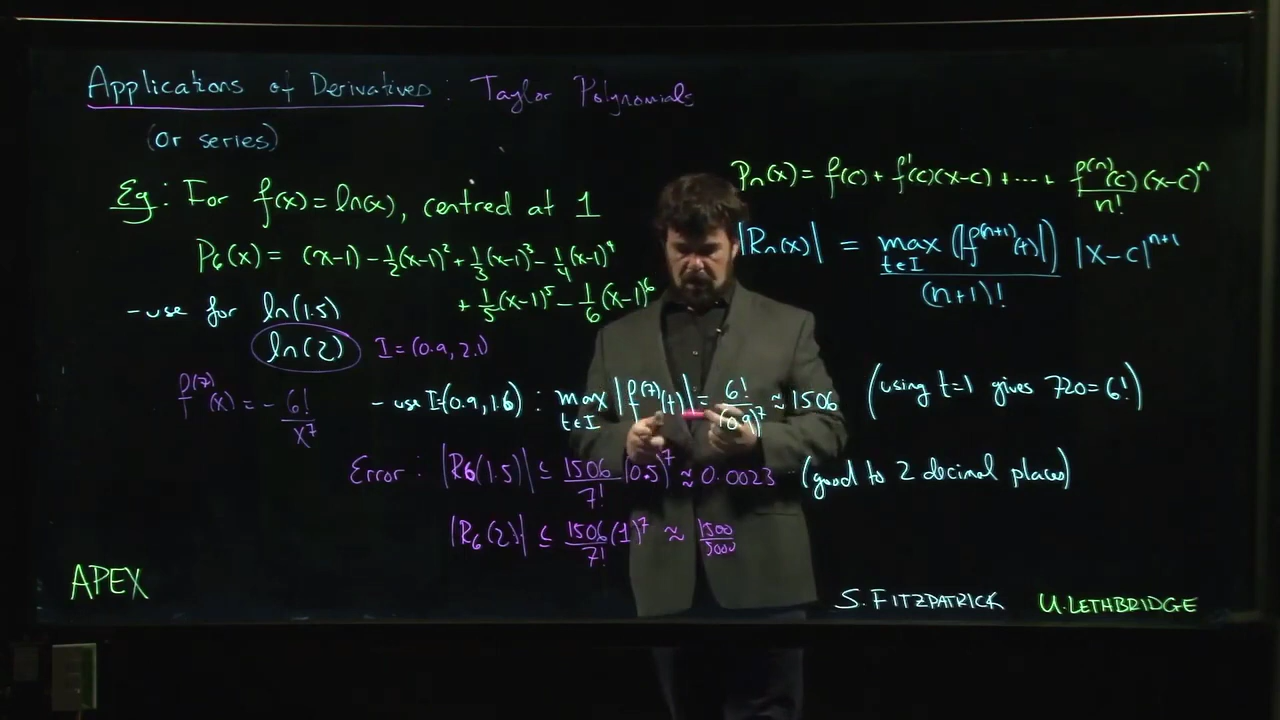 Applications of Derivatives : Taylor Polynomials
(Or series)
Pn(x) = f(c) + f'(c)(x-c) + ... + f^(n)(c)/n! (x-c)^n
Eg: For f(x) = ln(x), centred at 1
|Rn(x)| = max t∈I (|f^(n+1)(t)|)/(n+1)! |x-c|^n+1
P6(x) = (x-1) - 1/2(x-1)^2 + 1/3(x-1)^3 - 1/4(x-1)^4
+ 1/5(x-1)^5 - 1/6(x-1)^6
- use for ln(1.5)
ln(2) I = (0.9, 2.1)
f^(7)(x) = - 6!/x^7
- use I=(0.9, 1.6) : max t∈I |f^(7)(t)| = 6!/(0.9)^7 ≈ 1506 (using t=1 gives 720 = 6!)
Error : |R6(1.5)| ≤ 1506/7! (0.5)^7 ≈ 0.0023 (good to 2 decimal places)
|R6(2)| ≤ 1506/7! (1)^7 ≈ 1500/5000
APEX
S. FITZPATRICK U. LETHBRIDGE